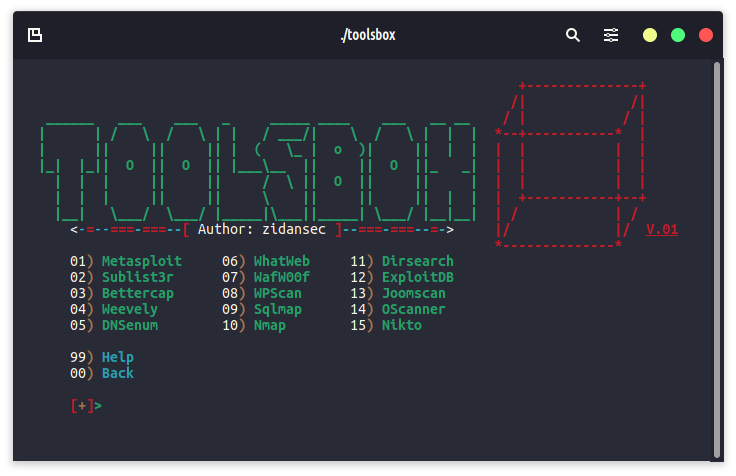 ./toolsbox
TOOLSBOX
<-=--===-===--[ Author: zidansec ]--===-===--=->
V.01
01) Metasploit 06) WhatWeb 11) Dirsearch
02) Sublist3r 07) WafW00f 12) ExploitDB
03) Bettercap 08) WPScan 13) Joomscan
04) Weevely 09) Sqlmap 14) OScanner
05) DNSenum 10) Nmap 15) Nikto
99) Help
00) Back
[+]>